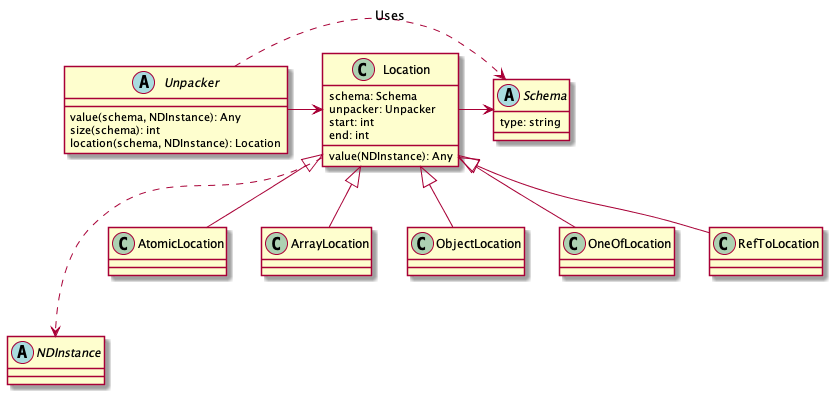 Uses
A Unpacker
value(schema, NDInstance): Any
size(schema): int
location(schema, NDInstance): Location
C Location
schema: Schema
unpacker: Unpacker
start: int
end: int
value(NDInstance): Any
A Schema
type: string
C AtomicLocation
C ArrayLocation
C ObjectLocation
C OneOfLocation
C RefToLocation
A NDInstance